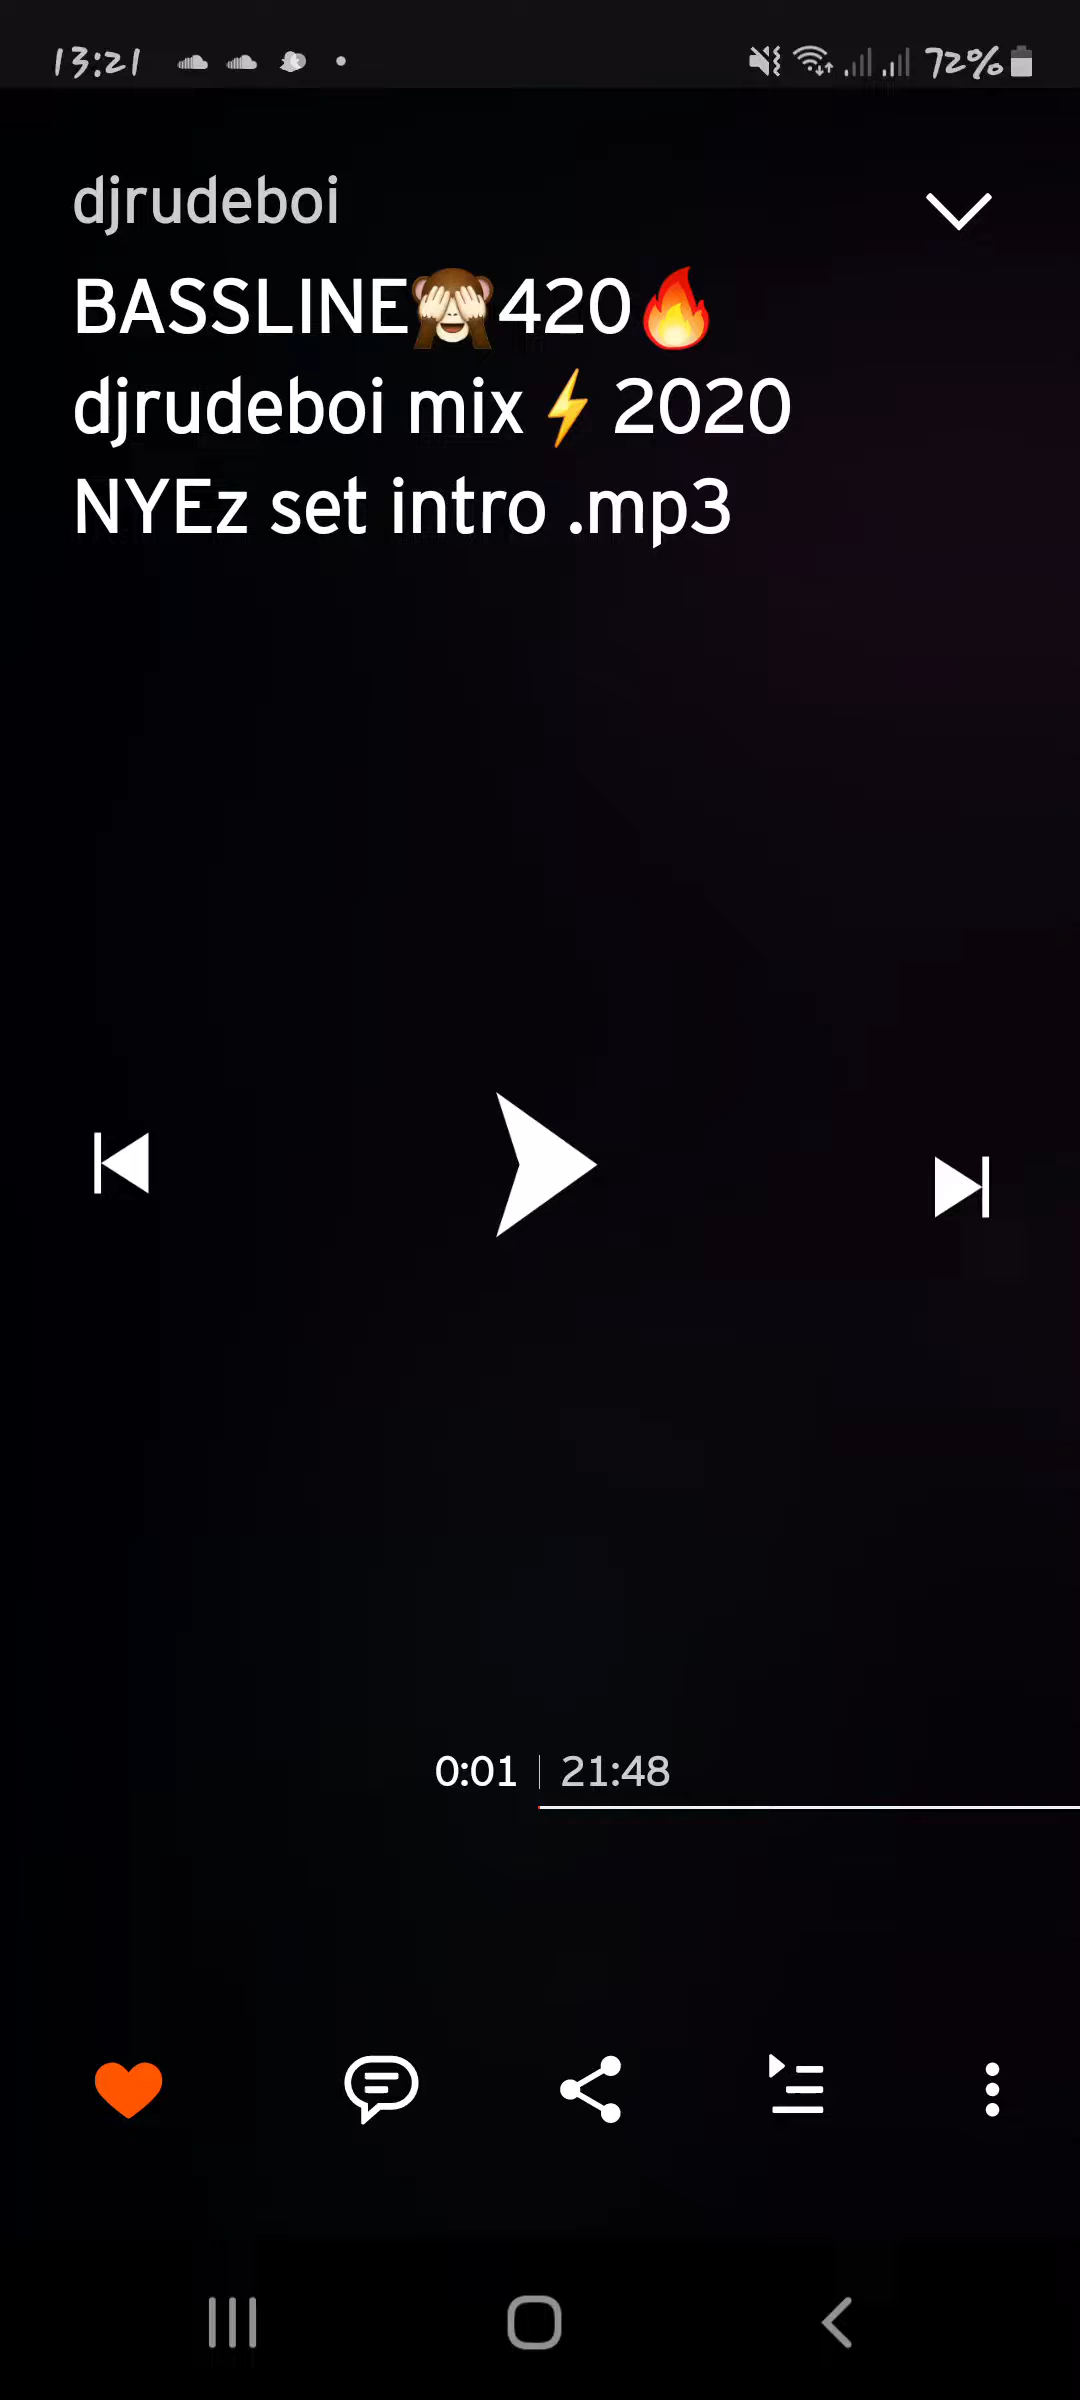 13:21
72%
djrudeboi
BASSLINE🙈420🔥
djrudeboi mix⚡2020
NYEz set intro .mp3
0:01 | 21:48